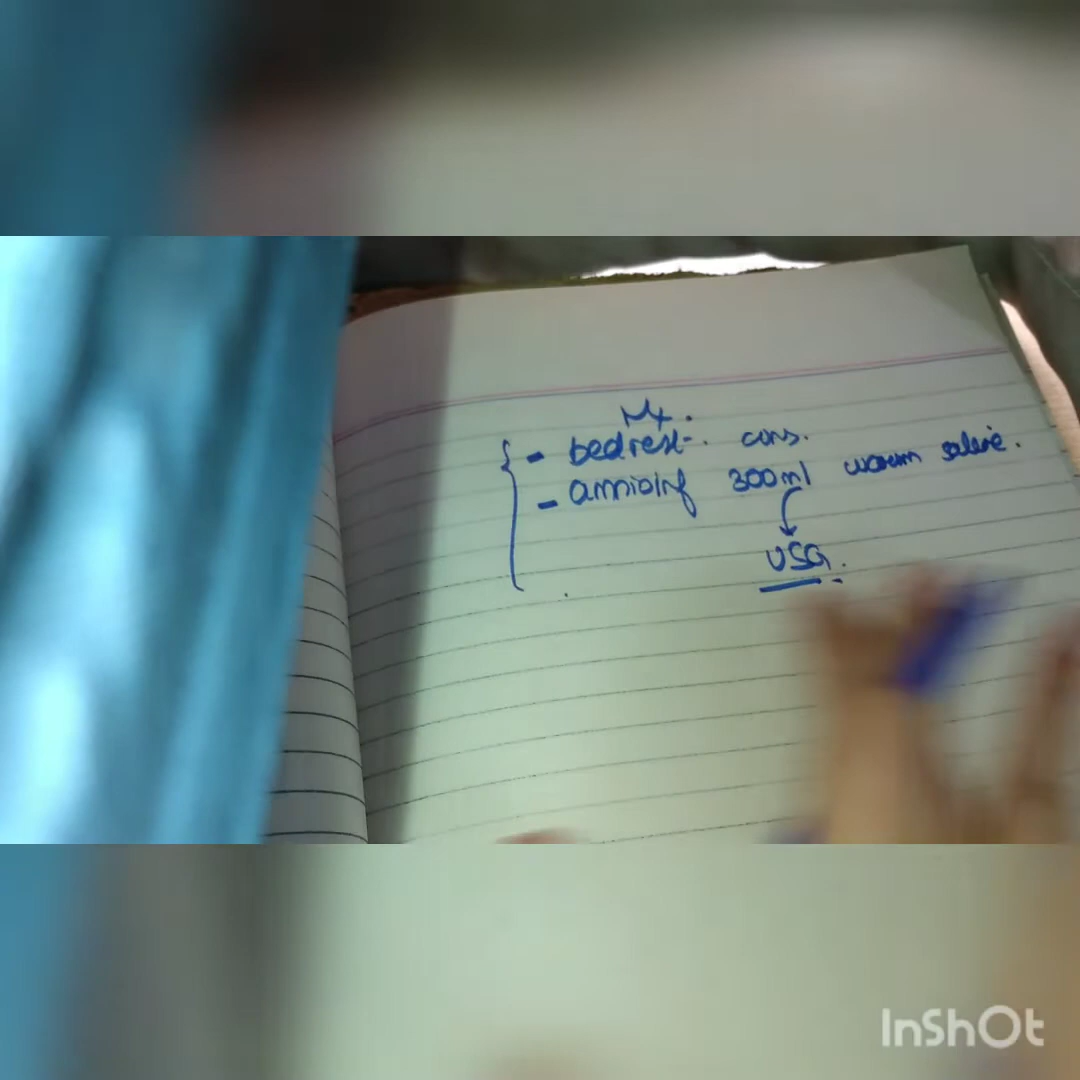 Mx.
- bedrest-. cons.
- amnioinf 300ml warm saline.
USG.
InShOt